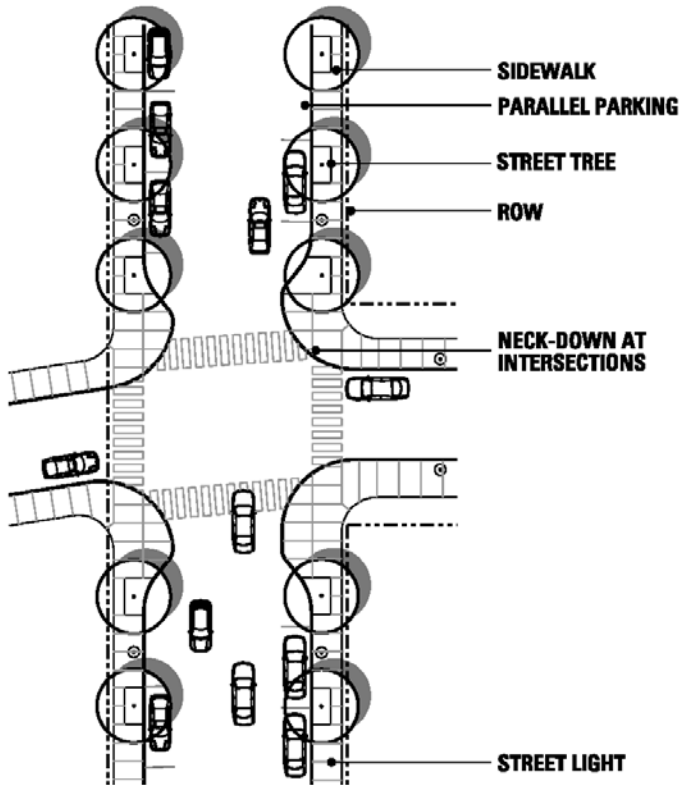 SIDEWALK
PARALLEL PARKING
STREET TREE
ROW
NECK-DOWN AT
INTERSECTIONS
STREET LIGHT